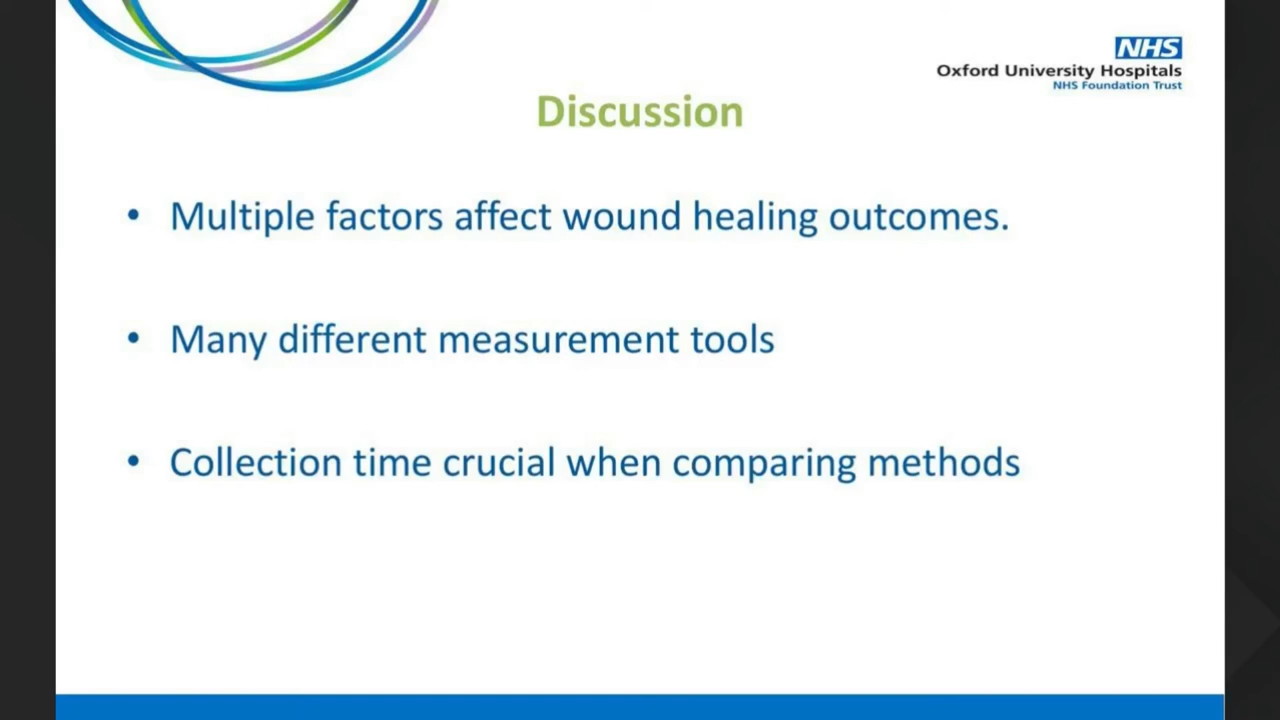 NHS
Oxford University Hospitals
NHS Foundation Trust
Discussion
• Multiple factors affect wound healing outcomes.
• Many different measurement tools
• Collection time crucial when comparing methods